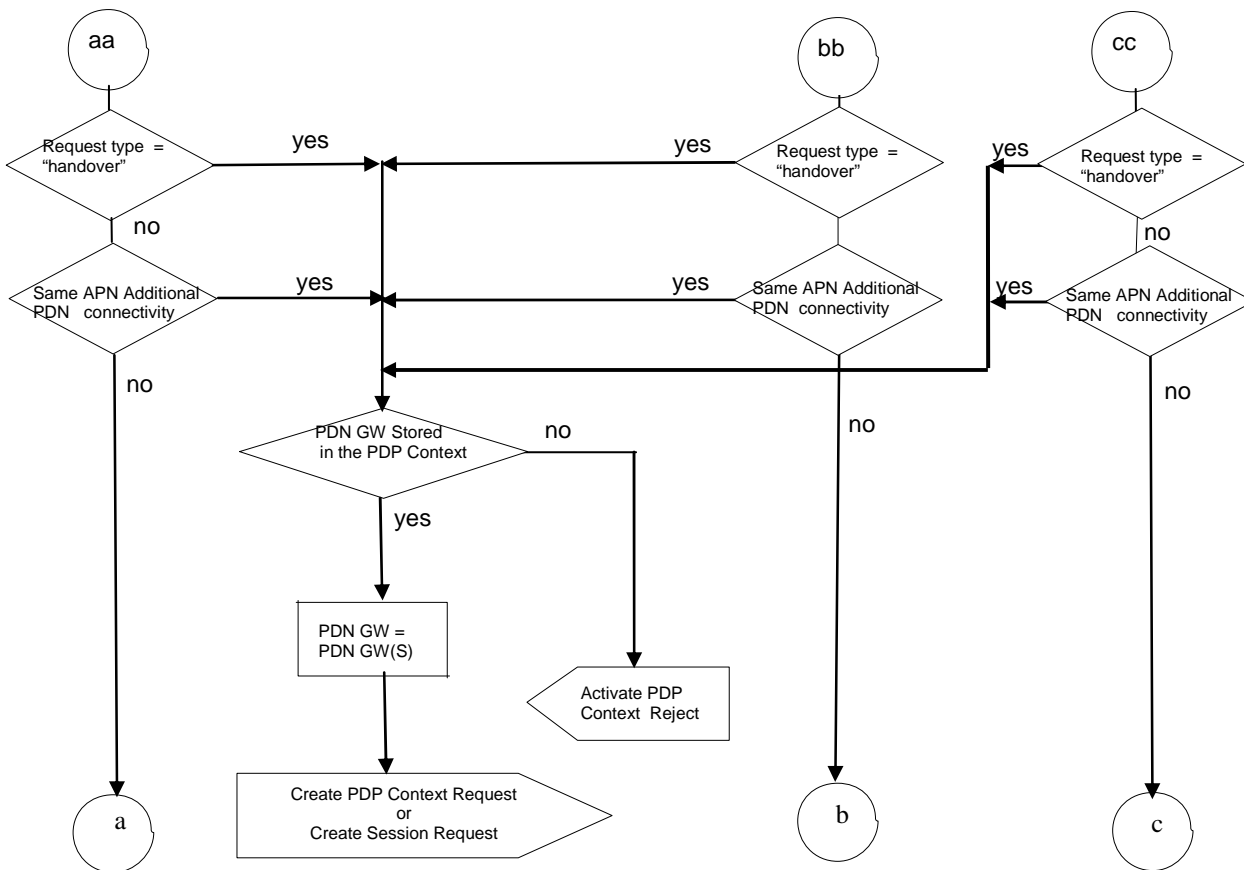 aa
bb
cc
Request type =
“handover”
yes
yes
Request type =
“handover”
yes
Request type =
“handover”
no
no
Same APN Additional
PDN connectivity
yes
yes
Same APN Additional
PDN connectivity
yes
Same APN Additional
PDN connectivity
no
no
no
PDN GW Stored
in the PDP Context
no
yes
PDN GW =
PDN GW(S)
Activate PDP
Context Reject
Create PDP Context Request
or
Create Session Request
a
b
c